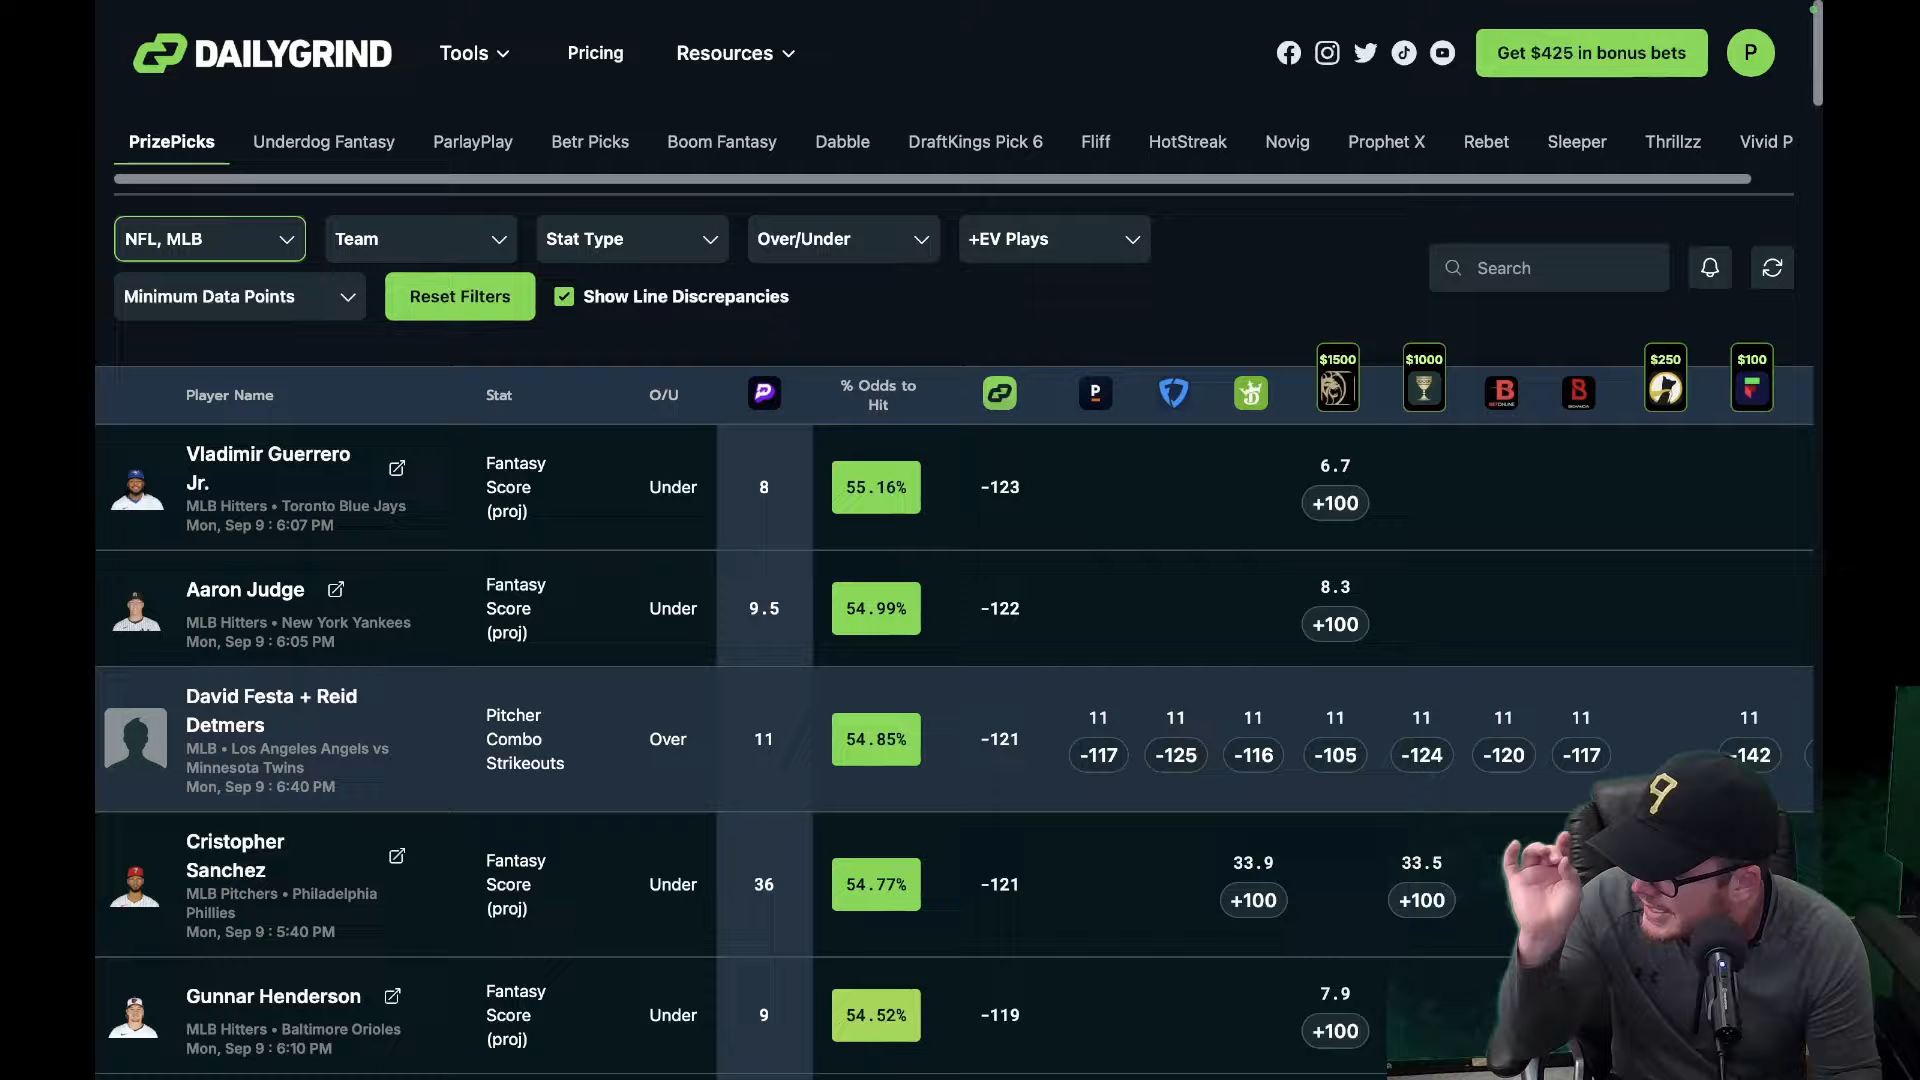 DAILYGRIND
Tools
Pricing
Resources
Get $425 in bonus bets
P
PrizePicks
Underdog Fantasy
ParlayPlay
Betr Picks
Boom Fantasy
Dabble
DraftKings Pick 6
Fliff
HotStreak
Novig
Prophet X
Rebet
Sleeper
Thrillzz
Vivid P
NFL, MLB
Team
Stat Type
Over/Under
+EV Plays
Search
Minimum Data Points
Reset Filters
Show Line Discrepancies
$1500
$1000
$250
$100
Player Name
Stat
O/U
% Odds to
Hit
P
B
BETONLINE
B
Vladimir Guerrero
Jr.
MLB Hitters • Toronto Blue Jays
Mon, Sep 9 : 6:07 PM
Fantasy
Score
(proj)
Under
8
55.16%
-123
6.7
+100
Aaron Judge
MLB Hitters • New York Yankees
Mon, Sep 9 : 6:05 PM
Fantasy
Score
(proj)
Under
9.5
54.99%
-122
8.3
+100
David Festa + Reid
Detmers
MLB • Los Angeles Angels vs
Minnesota Twins
Mon, Sep 9 : 6:40 PM
Pitcher
Combo
Strikeouts
Over
11
54.85%
-121
11 11 11 11 11 11 11 11
-117 -125 -116 -105 -124 -120 -117 -142
Cristopher
Sanchez
MLB Pitchers • Philadelphia
Phillies
Mon, Sep 9 : 5:40 PM
Fantasy
Score
(proj)
Under
36
54.77%
-121
33.9 33.5
+100 +100
Gunnar Henderson
MLB Hitters • Baltimore Orioles
Mon, Sep 9 : 6:10 PM
Fantasy
Score
(proj)
Under
9
54.52%
-119
7.9
+100